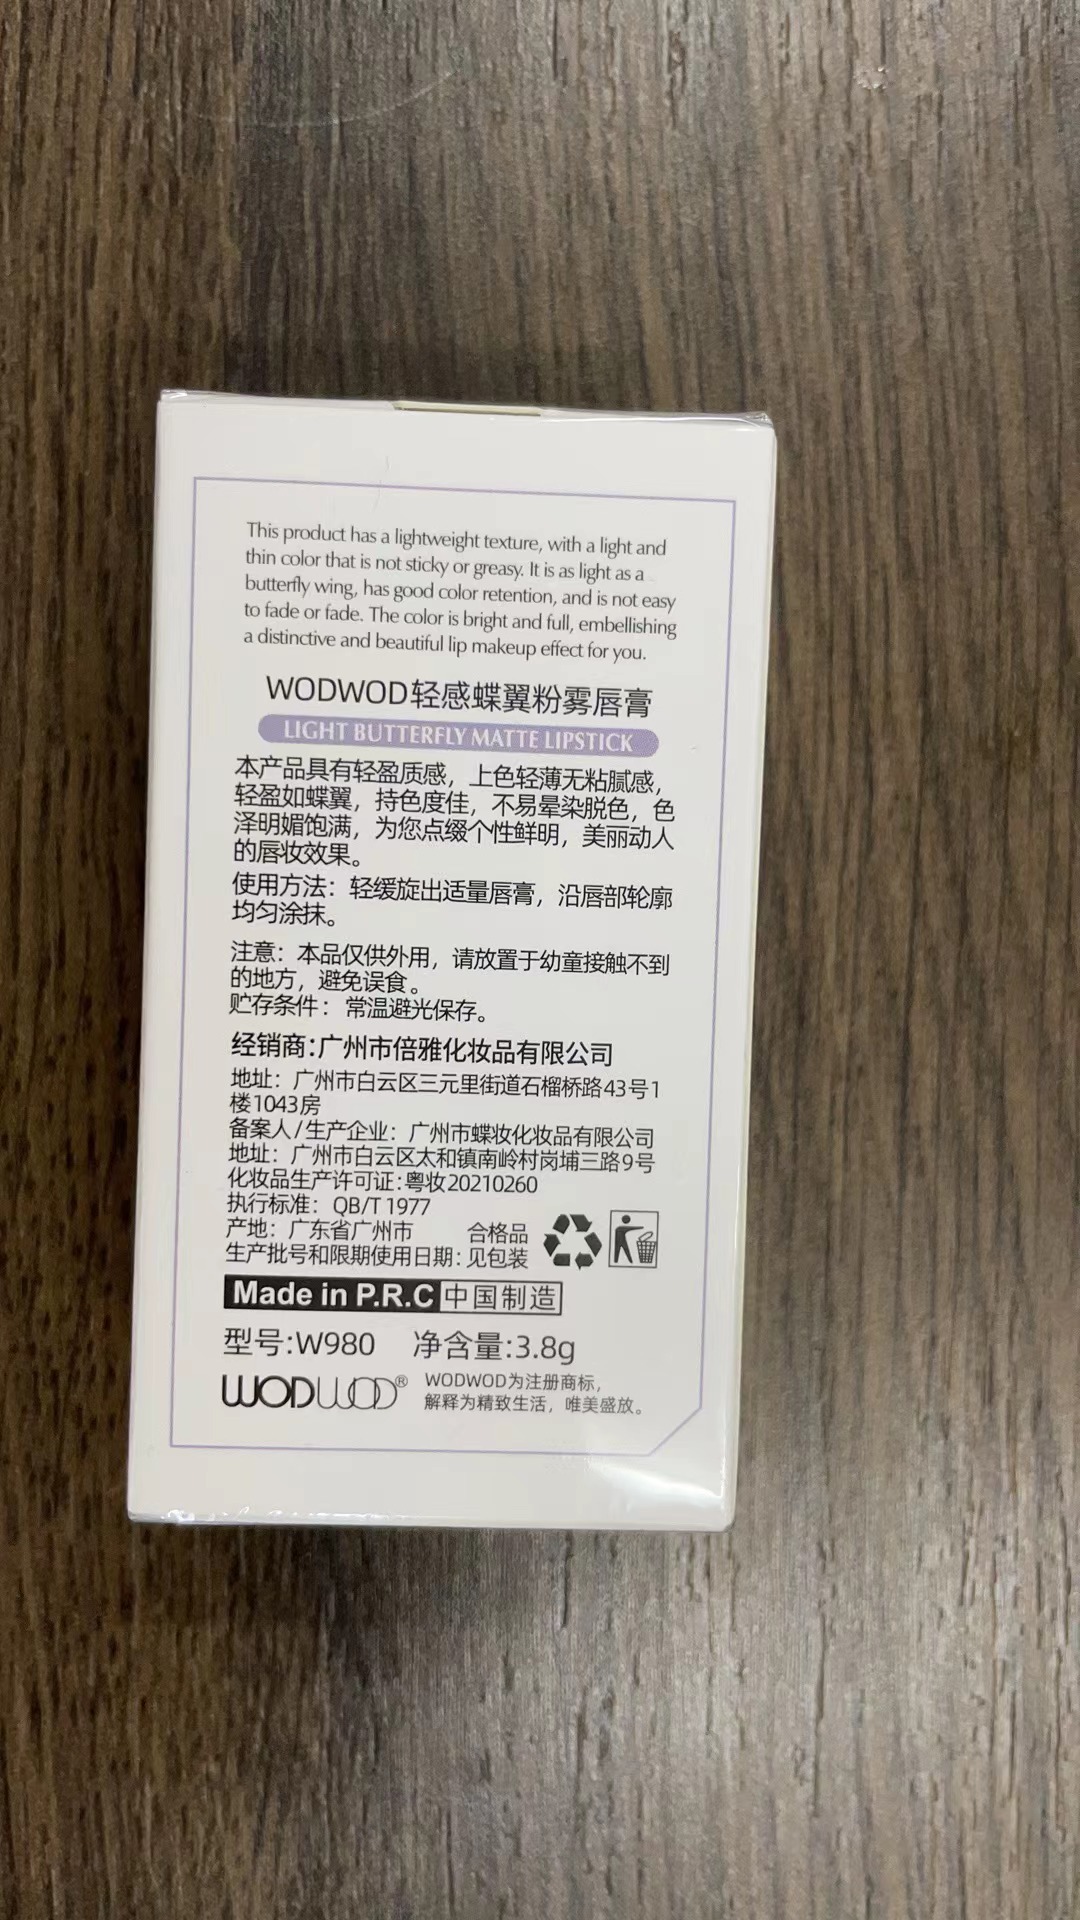 This product has a lightweight texture, with a light and
thin color that is not sticky or greasy. It is as light as a
butterfly wing, has good color retention, and is not easy
to fade or fade. The color is bright and full, embellishing
a distinctive and beautiful lip makeup effect for you.
WODWOD轻感蝶翼粉雾唇膏
LIGHT BUTTERFLY MATTE LIPSTICK
本产品具有轻盈质感，上色轻薄无粘腻感，
轻盈如蝶翼，持色度佳，不易晕染脱色，色
泽明媚饱满，为您点缀个性鲜明，美丽动人
的唇妆效果。
使用方法：轻缓旋出适量唇膏，沿唇部轮廓
均匀涂抹。
注意：本品仅供外用，请放置于幼童接触不到
的地方，避免误食。
贮存条件：常温避光保存。
经销商:广州市倍雅化妆品有限公司
地址：广州市白云区三元里街道石榴桥路43号1
楼1043房
备案人/生产企业：广州市蝶妆化妆品有限公司
地址：广州市白云区太和镇南岭村岗埔三路9号
化妆品生产许可证:粤妆20210260
执行标准：QB/T 1977
产地：广东省广州市 合格品
生产批号和限期使用日期:见包装
Made in P.R.C 中国制造
型号:W980 净含量:3.8g
WODWOD® WODWOD为注册商标，
解释为精致生活，唯美盛放。